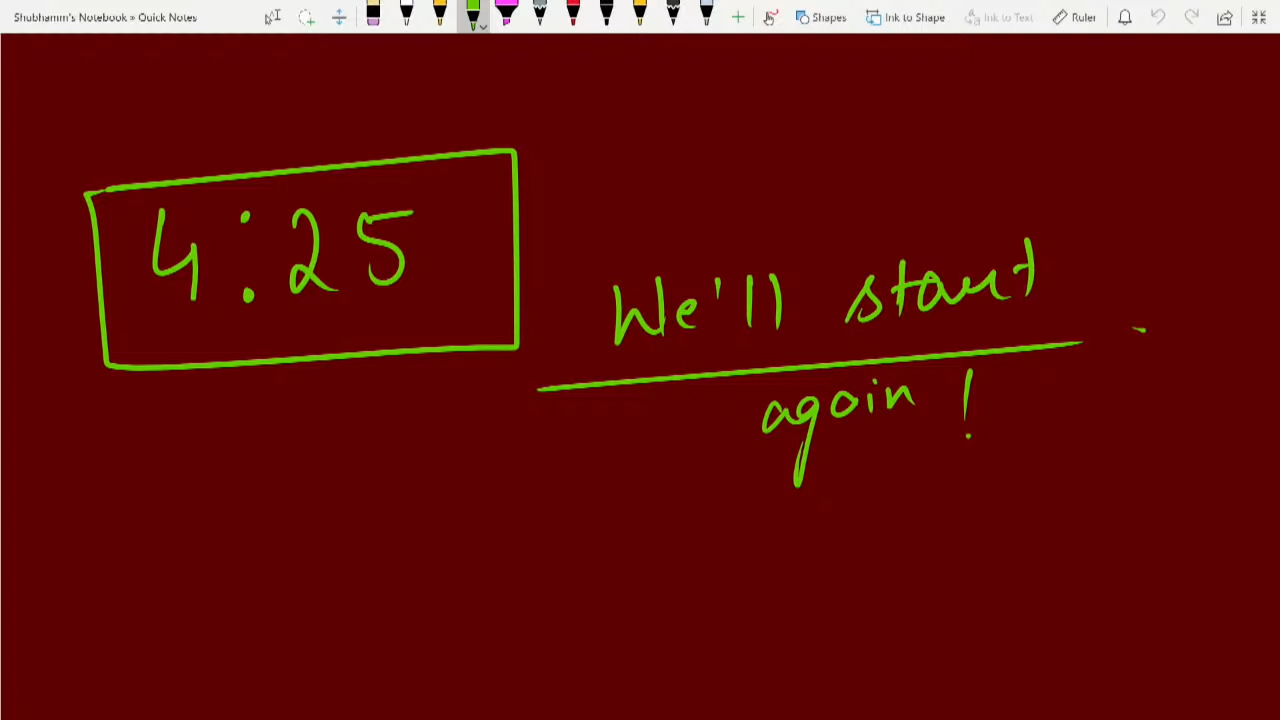 Shubhamm's Notebook » Quick Notes
Shapes
Ink to Shape
Ink to Text
Ruler
4:25
We'll start
again!